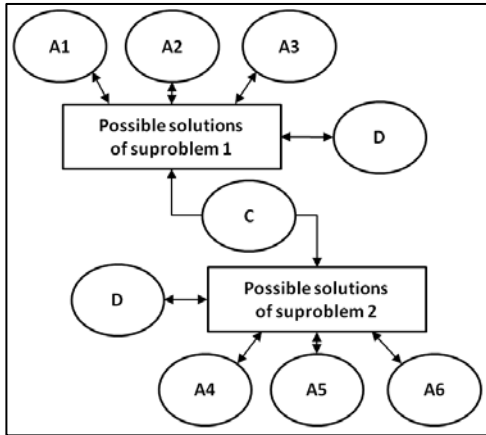 A1
A2
A3
Possible solutions
of suproblem 1
D
C
D
Possible solutions
of suproblem 2
A4
A5
A6